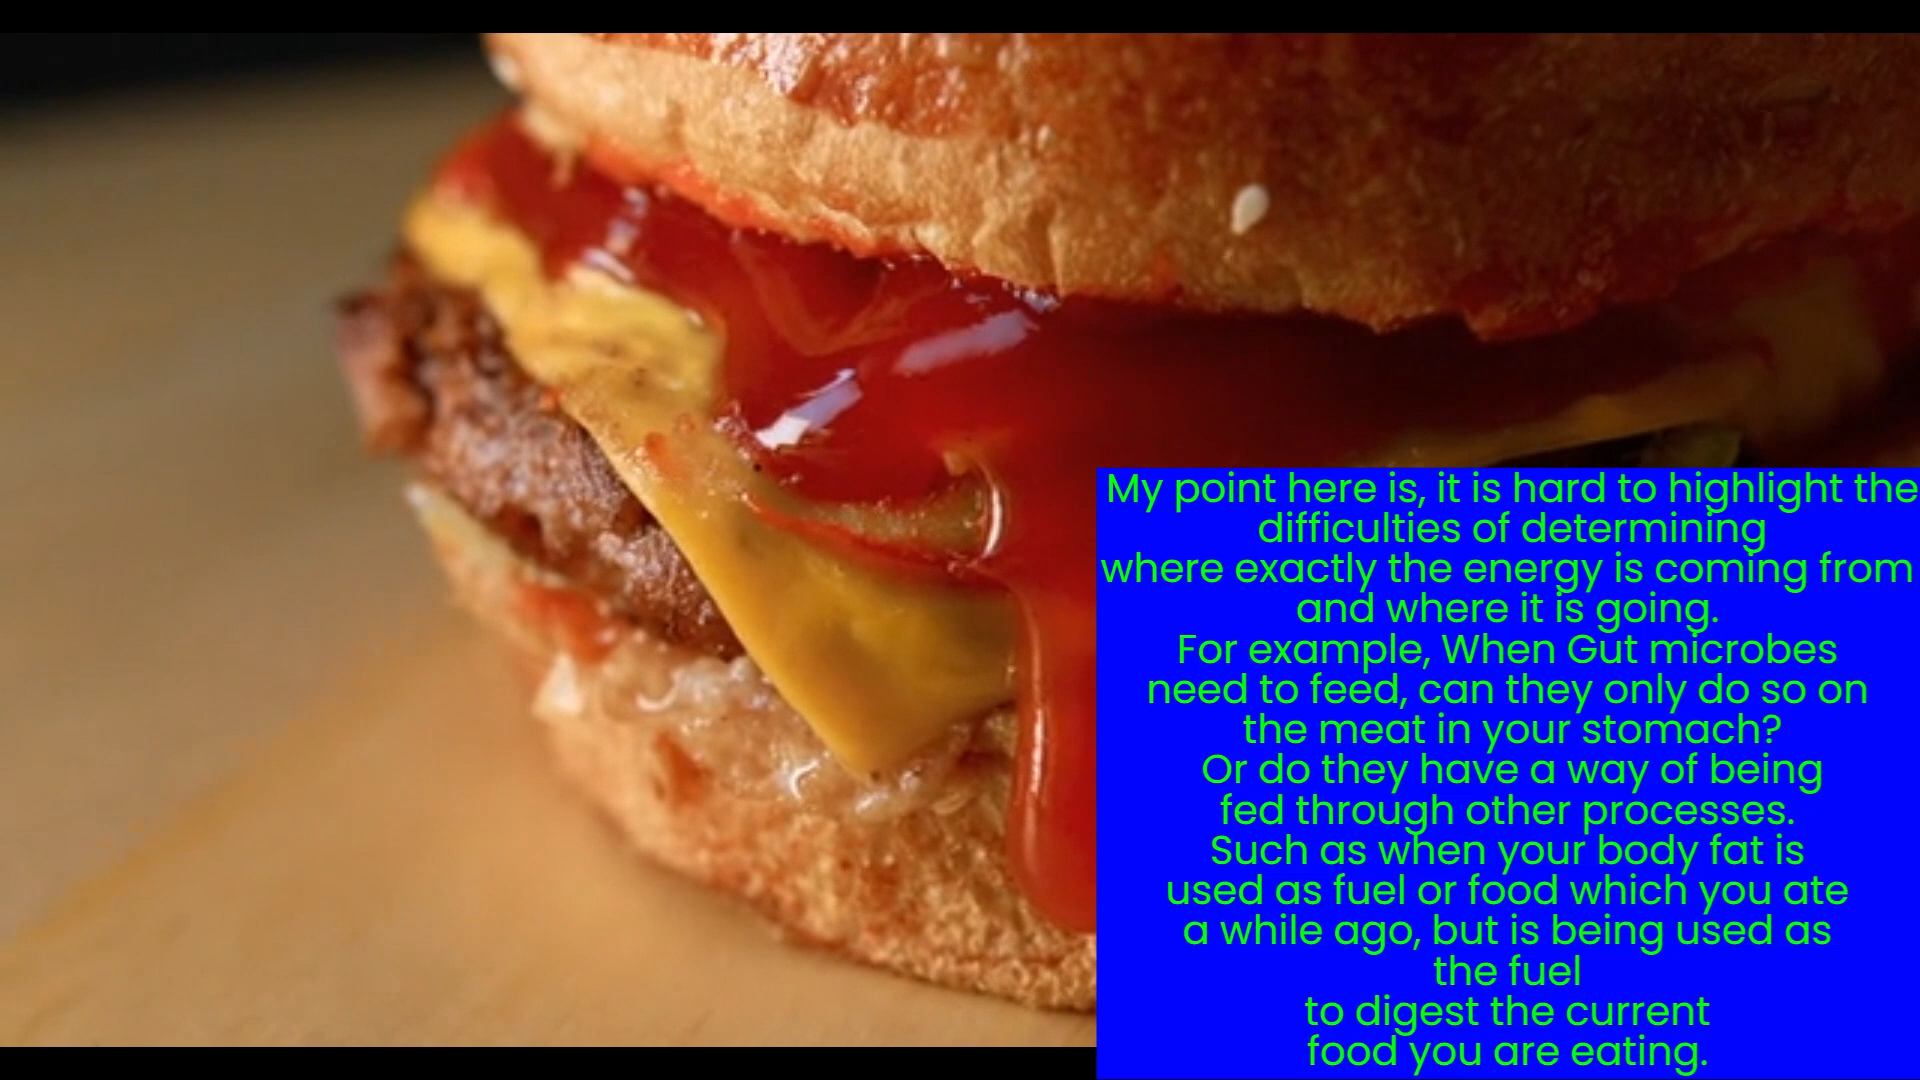 My point here is, it is hard to highlight the
difficulties of determining
where exactly the energy is coming from
and where it is going.
For example, When Gut microbes
need to feed, can they only do so on
the meat in your stomach?
Or do they have a way of being
fed through other processes.
Such as when your body fat is
used as fuel or food which you ate
a while ago, but is being used as
the fuel
to digest the current
food you are eating.